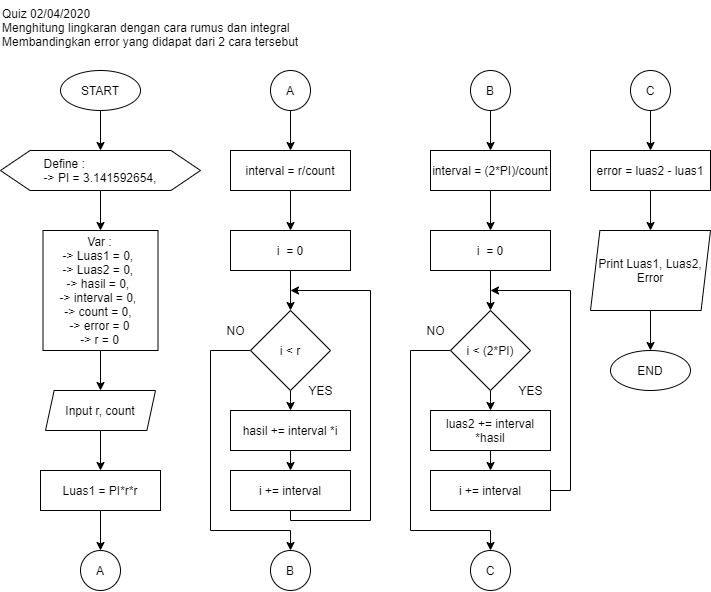 Quiz 02/04/2020
Menghitung lingkaran dengan cara rumus dan integral
Membandingkan error yang didapat dari 2 cara tersebut
START
Define :
-> PI = 3.141592654,
Var :
-> Luas1 = 0,
-> Luas2 = 0,
-> hasil = 0,
-> interval = 0,
-> count = 0,
-> error = 0
-> r = 0
Input r, count
Luas1 = PI*r*r
A
A
interval = r/count
i = 0
i < r
NO
YES
hasil += interval *i
i += interval
B
B
interval = (2*PI)/count
i = 0
i < (2*PI)
NO
YES
luas2 += interval
*hasil
i += interval
C
C
error = luas2 - luas1
Print Luas1, Luas2,
Error
END